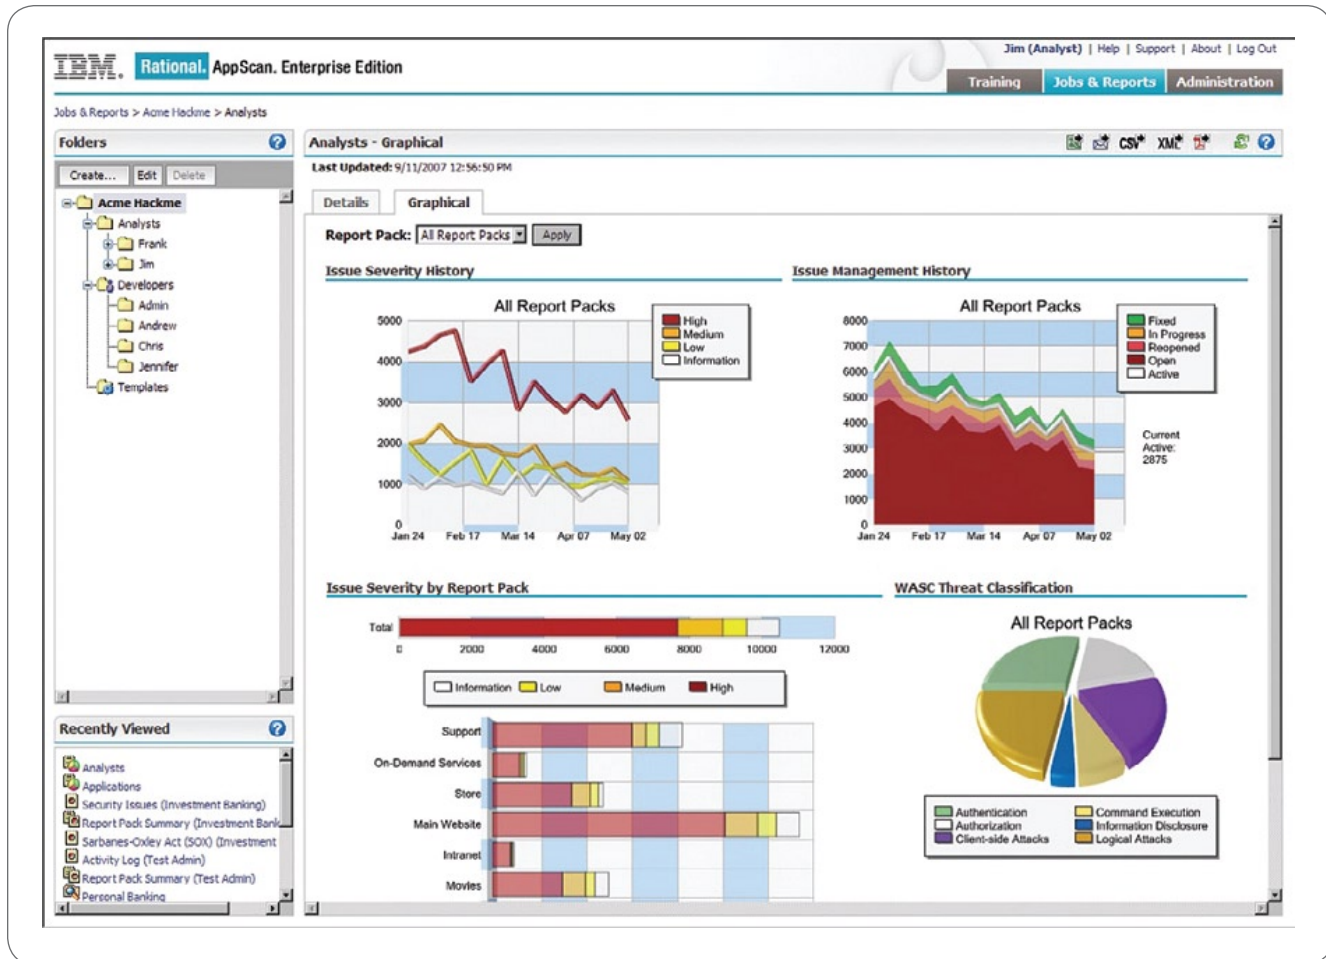 IBM. Rational. AppScan. Enterprise Edition
Jim (Analyst) | Help | Support | About | Log Out
Training Jobs & Reports Administration
Jobs & Reports > Acme Hackme > Analysts
Folders
Create... Edit Delete
Acme Hackme
Analysts
Frank
Jim
Developers
Admin
Andrew
Chris
Jennifer
Templates
Recently Viewed
Analysts
Applications
Security Issues (Investment Banking)
Report Pack Summary (Investment Bank
Sarbanes-Oxley Act (SOX) (Investment
Activity Log (Test Admin)
Report Pack Summary (Test Admin)
Personal Banking
Analysts - Graphical
CSV XML
Last Updated: 9/11/2007 12:56:50 PM
Details Graphical
Report Pack: All Report Packs Apply
Issue Severity History
All Report Packs
High
Medium
Low
Information
5000
4000
3000
2000
1000
0
Jan 24 Feb 17 Mar 14 Apr 07 May 02
Issue Management History
All Report Packs
Fixed
In Progress
Reopened
Open
Active
8000
7000
6000
5000
4000
3000
2000
1000
0
Current
Active:
2875
Jan 24 Feb 17 Mar 14 Apr 07 May 02
Issue Severity by Report Pack
Total
0 2000 4000 6000 8000 10000 12000
Information Low Medium High
Support
On-Demand Services
Store
Main Website
Intranet
Movies
WASC Threat Classification
All Report Packs
Authentication Command Execution
Authorization Information Disclosure
Client-side Attacks Logical Attacks